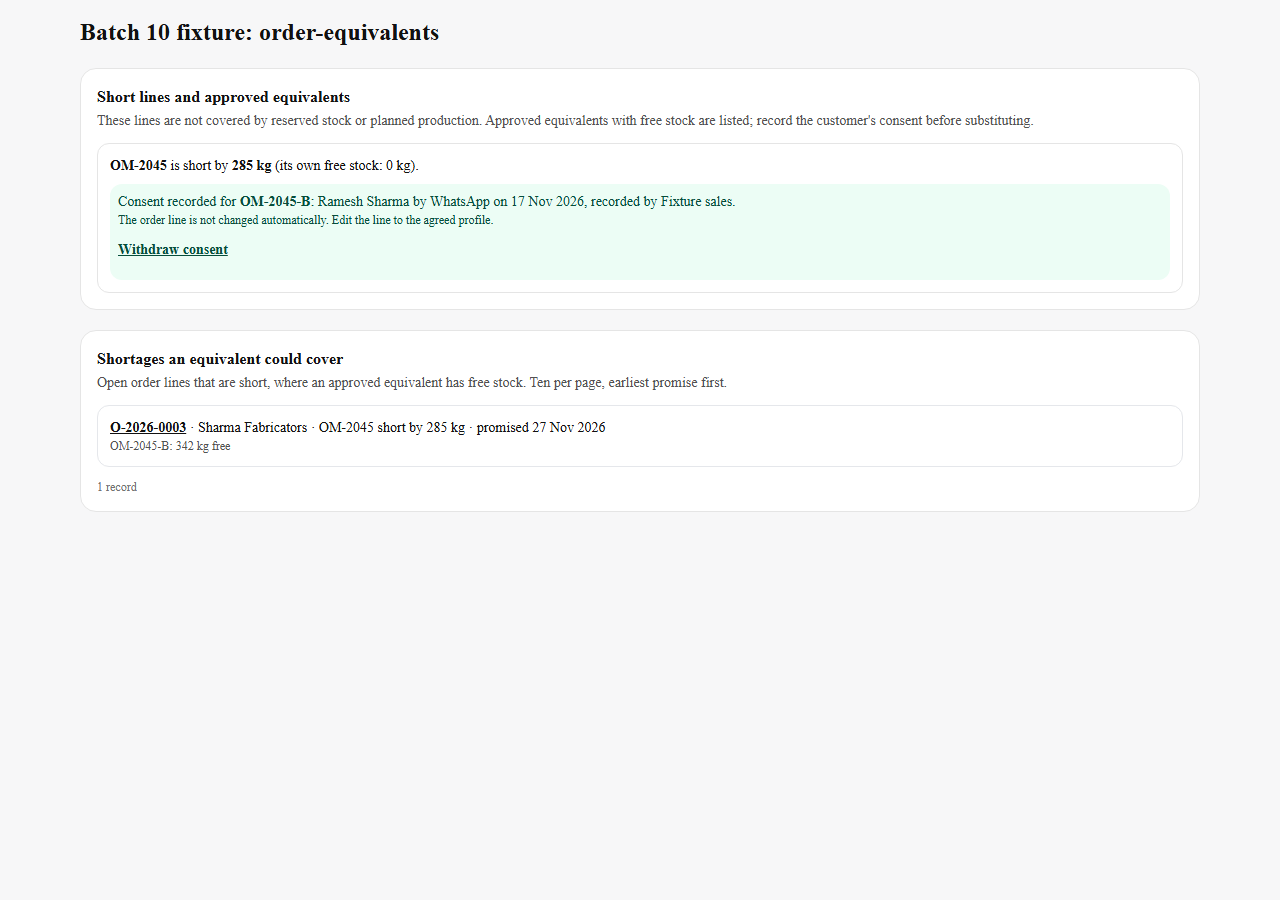 Batch 10 fixture: order-equivalents
Short lines and approved equivalents
These lines are not covered by reserved stock or planned production. Approved equivalents with free stock are listed; record the customer's consent before substituting.
OM-2045 is short by 285 kg (its own free stock: 0 kg).
Consent recorded for OM-2045-B: Ramesh Sharma by WhatsApp on 17 Nov 2026, recorded by Fixture sales.
The order line is not changed automatically. Edit the line to the agreed profile.
Withdraw consent
Shortages an equivalent could cover
Open order lines that are short, where an approved equivalent has free stock. Ten per page, earliest promise first.
O-2026-0003 · Sharma Fabricators · OM-2045 short by 285 kg · promised 27 Nov 2026
OM-2045-B: 342 kg free
1 record